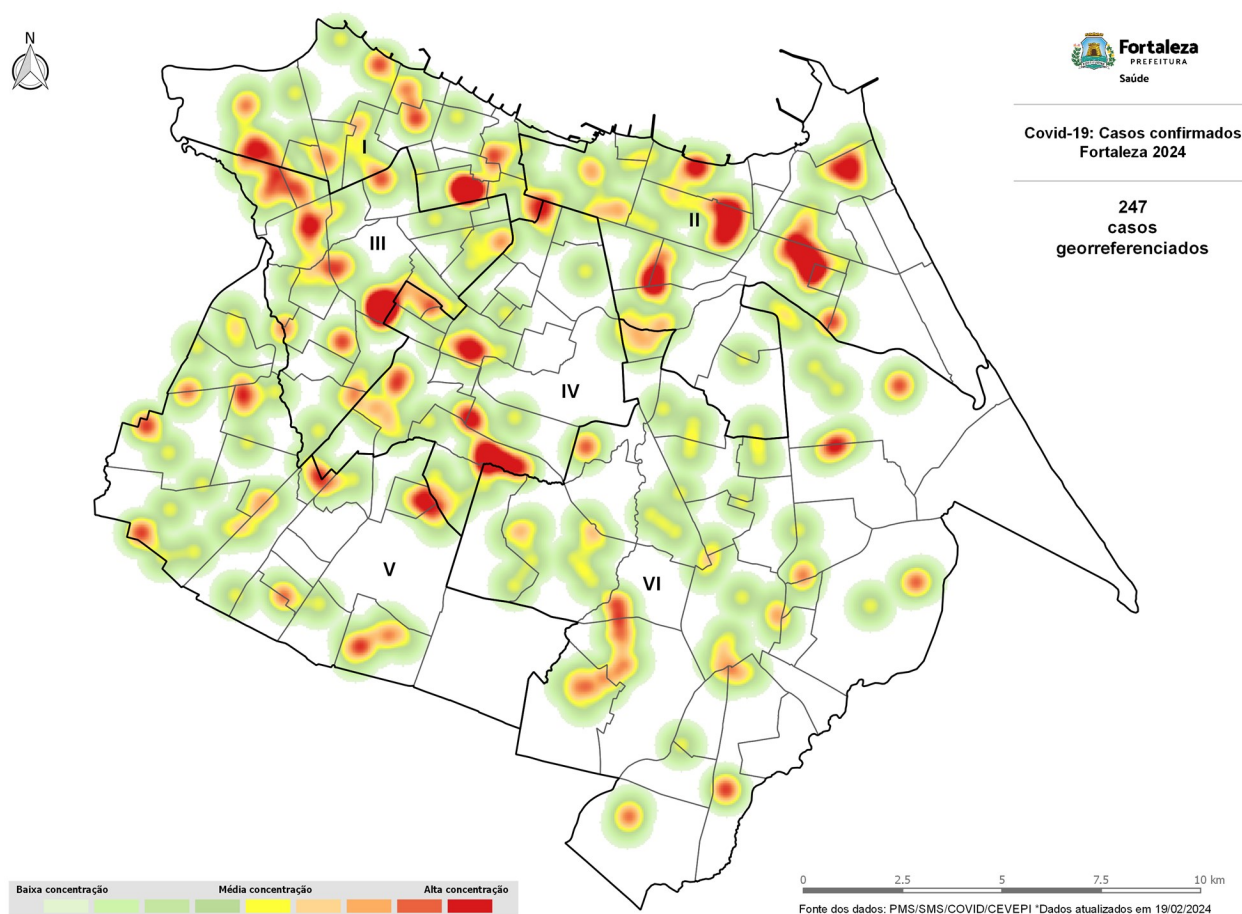 N
Fortaleza
PREFEITURA
Saúde
Covid-19: Casos confirmados
Fortaleza 2024
247
casos
georreferenciados
I
II
III
IV
V
VI
Baixa concentração Média concentração Alta concentração
0 2.5 5 7.5 10 km
Fonte dos dados: PMS/SMS/COVID/CEVEPI "Dados atualizados em 19/02/2024